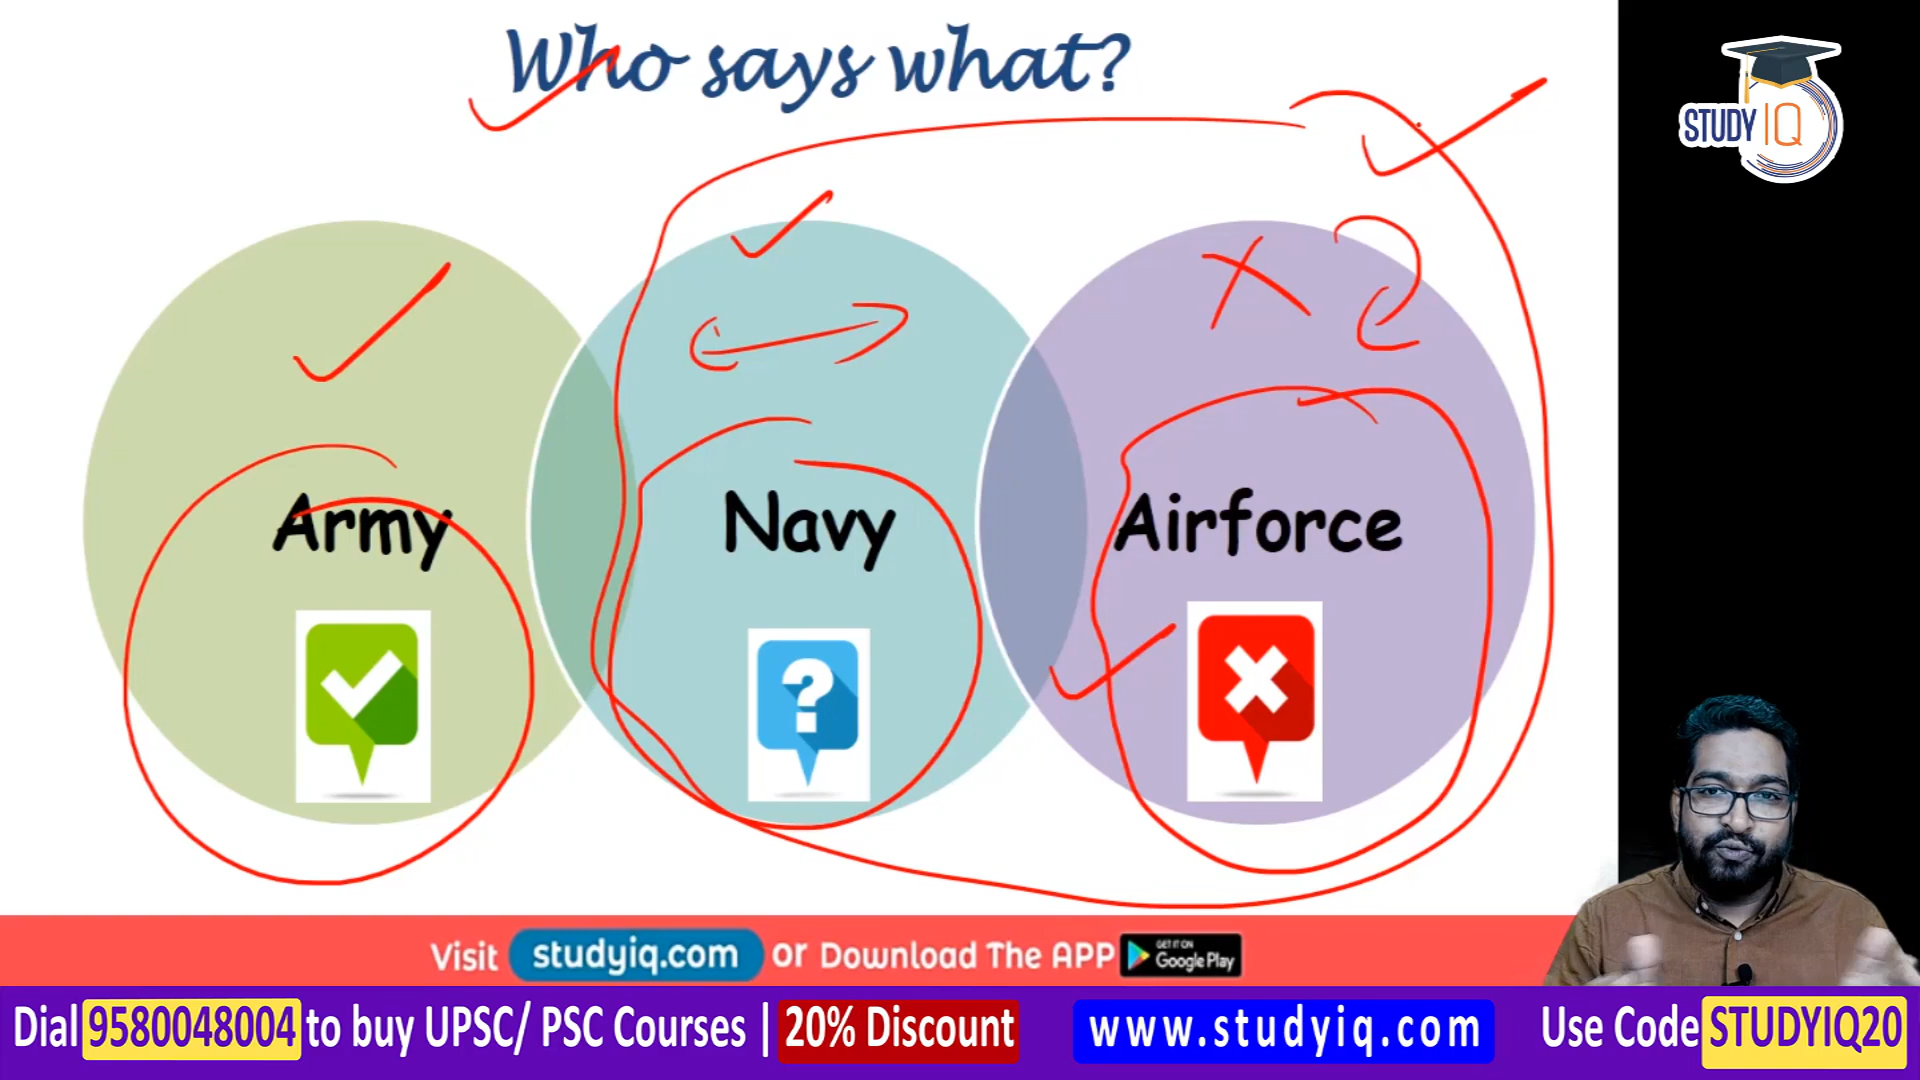 Who says what?
STUDY IQ
Army
Navy
Airforce
?
Visit studyiq.com or Download The APP GET IT ON Google Play
Dial 9580048004 to buy UPSC/ PSC Courses | 20% Discount www.studyiq.com Use Code STUDYIQ20